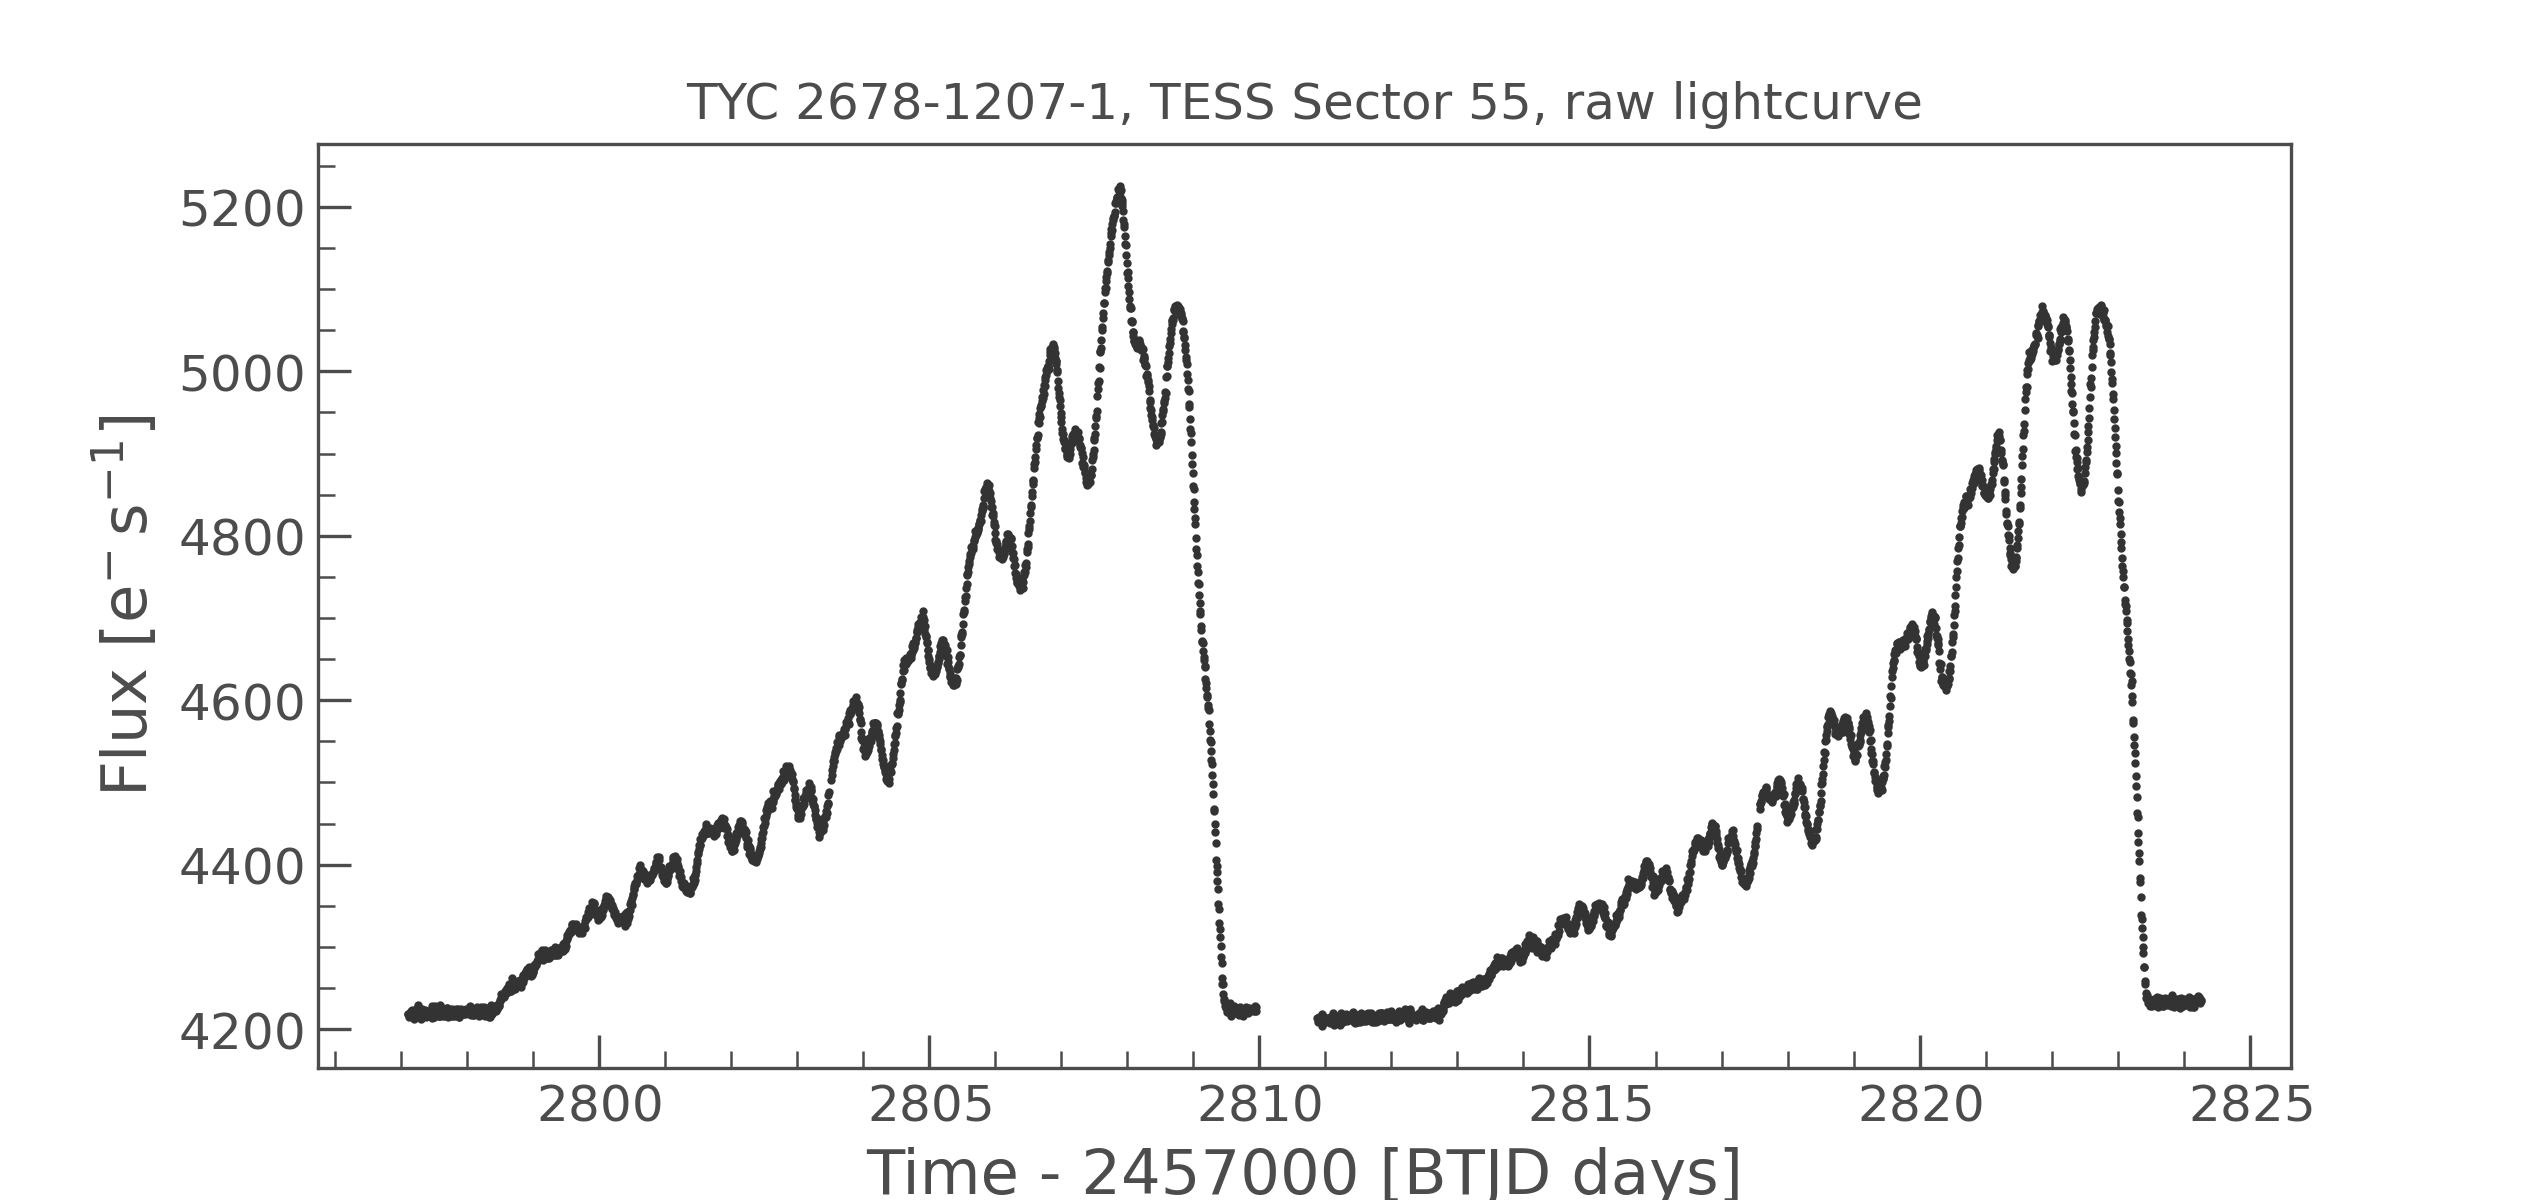 TYC 2678-1207-1, TESS Sector 55, raw lightcurve
Flux [e⁻ s⁻¹]
5200
5000
4800
4600
4400
4200
2800 2805 2810 2815 2820 2825
Time - 2457000 [BTJD days]